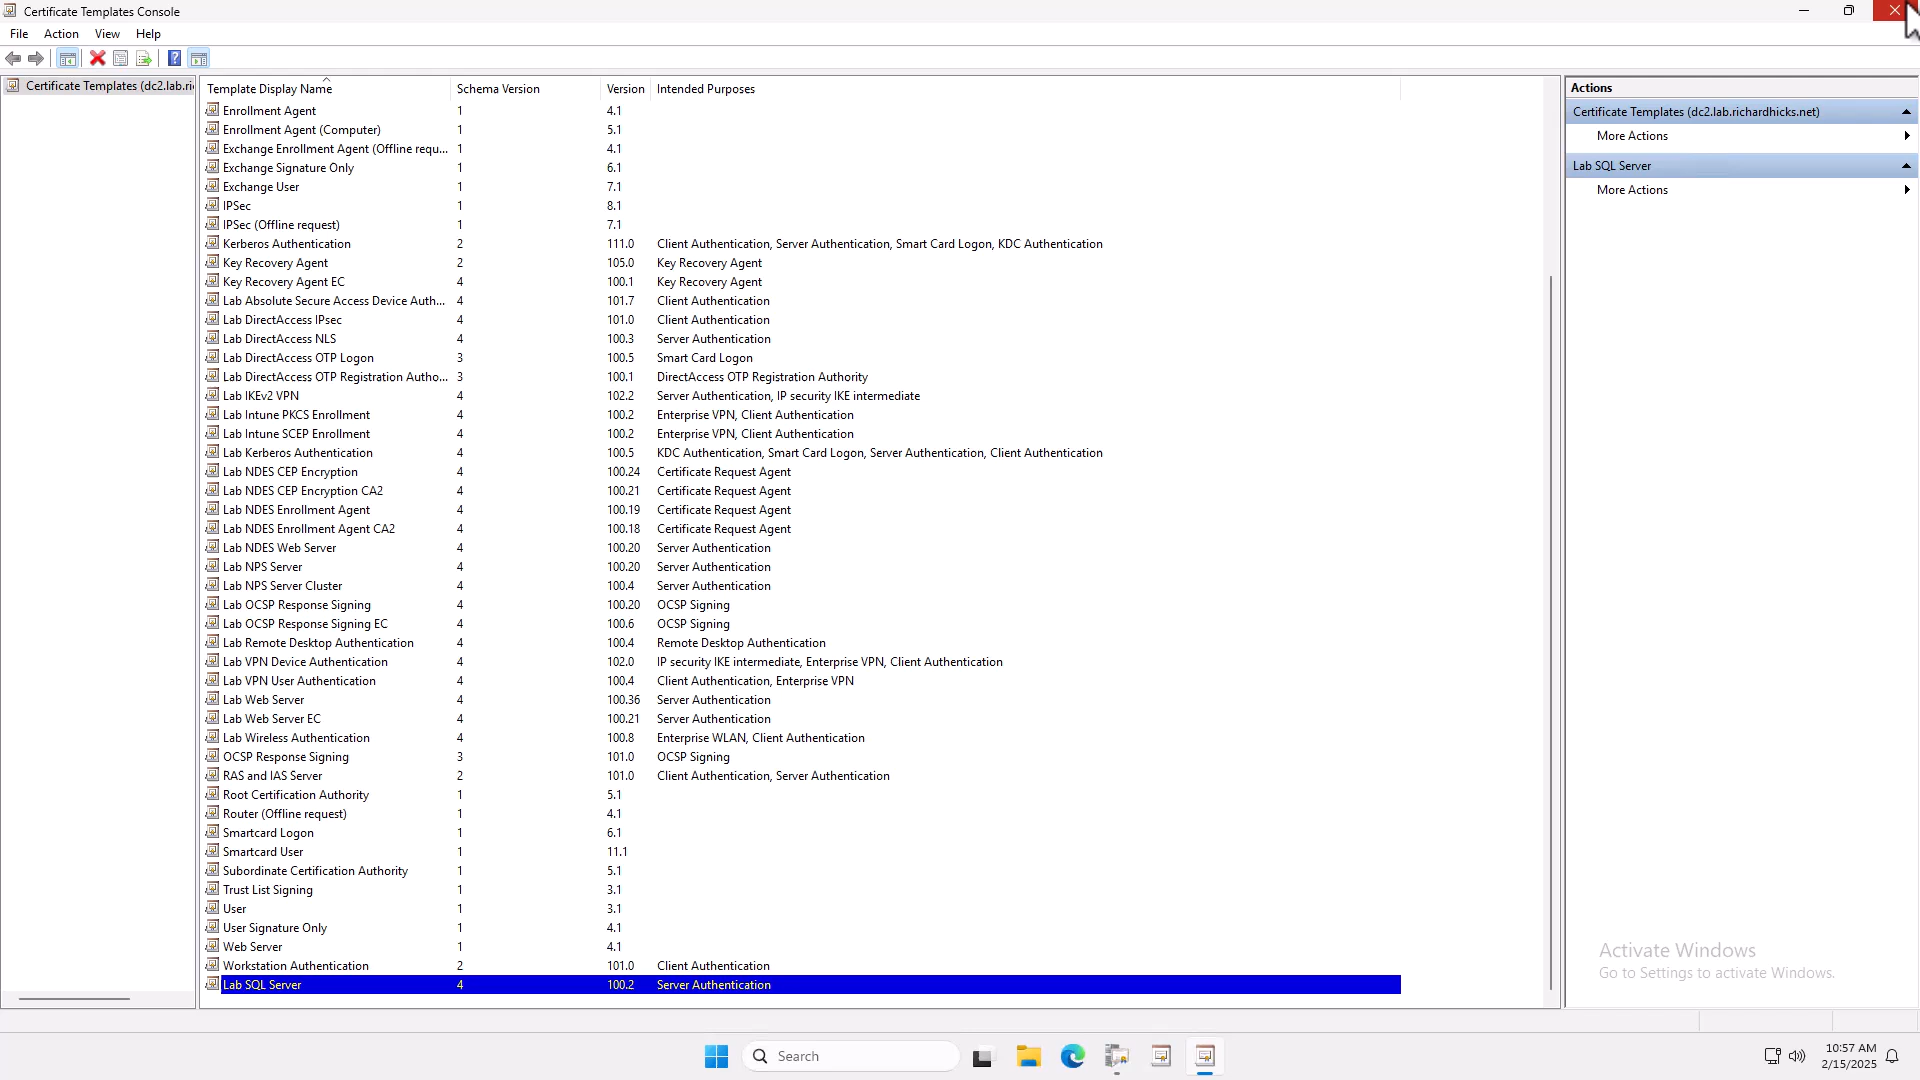 Certificate Templates Console
File Action View Help
Certificate Templates (dc2.lab.ri
Template Display Name Schema Version Version Intended Purposes
Enrollment Agent 1 4.1
Enrollment Agent (Computer) 1 5.1
Exchange Enrollment Agent (Offline requ... 1 4.1
Exchange Signature Only 1 6.1
Exchange User 1 7.1
IPSec 1 8.1
IPSec (Offline request) 1 7.1
Kerberos Authentication 2 111.0 Client Authentication, Server Authentication, Smart Card Logon, KDC Authentication
Key Recovery Agent 2 105.0 Key Recovery Agent
Key Recovery Agent EC 4 100.1 Key Recovery Agent
Lab Absolute Secure Access Device Auth... 4 101.7 Client Authentication
Lab DirectAccess IPsec 4 101.0 Client Authentication
Lab DirectAccess NLS 4 100.3 Server Authentication
Lab DirectAccess OTP Logon 3 100.5 Smart Card Logon
Lab DirectAccess OTP Registration Autho... 3 100.1 DirectAccess OTP Registration Authority
Lab IKEv2 VPN 4 102.2 Server Authentication, IP security IKE intermediate
Lab Intune PKCS Enrollment 4 100.2 Enterprise VPN, Client Authentication
Lab Intune SCEP Enrollment 4 100.2 Enterprise VPN, Client Authentication
Lab Kerberos Authentication 4 100.5 KDC Authentication, Smart Card Logon, Server Authentication, Client Authentication
Lab NDES CEP Encryption 4 100.24 Certificate Request Agent
Lab NDES CEP Encryption CA2 4 100.21 Certificate Request Agent
Lab NDES Enrollment Agent 4 100.19 Certificate Request Agent
Lab NDES Enrollment Agent CA2 4 100.18 Certificate Request Agent
Lab NDES Web Server 4 100.20 Server Authentication
Lab NPS Server 4 100.20 Server Authentication
Lab NPS Server Cluster 4 100.4 Server Authentication
Lab OCSP Response Signing 4 100.20 OCSP Signing
Lab OCSP Response Signing EC 4 100.6 OCSP Signing
Lab Remote Desktop Authentication 4 100.4 Remote Desktop Authentication
Lab VPN Device Authentication 4 102.0 IP security IKE intermediate, Enterprise VPN, Client Authentication
Lab VPN User Authentication 4 100.4 Client Authentication, Enterprise VPN
Lab Web Server 4 100.36 Server Authentication
Lab Web Server EC 4 100.21 Server Authentication
Lab Wireless Authentication 4 100.8 Enterprise WLAN, Client Authentication
OCSP Response Signing 3 101.0 OCSP Signing
RAS and IAS Server 2 101.0 Client Authentication, Server Authentication
Root Certification Authority 1 5.1
Router (Offline request) 1 4.1
Smartcard Logon 1 6.1
Smartcard User 1 11.1
Subordinate Certification Authority 1 5.1
Trust List Signing 1 3.1
User 1 3.1
User Signature Only 1 4.1
Web Server 1 4.1
Workstation Authentication 2 101.0 Client Authentication
Lab SQL Server 4 100.2 Server Authentication
Actions
Certificate Templates (dc2.lab.richardhicks.net)
More Actions
Lab SQL Server
More Actions
Activate Windows
Go to Settings to activate Windows.
Search
10:57 AM
2/15/2025